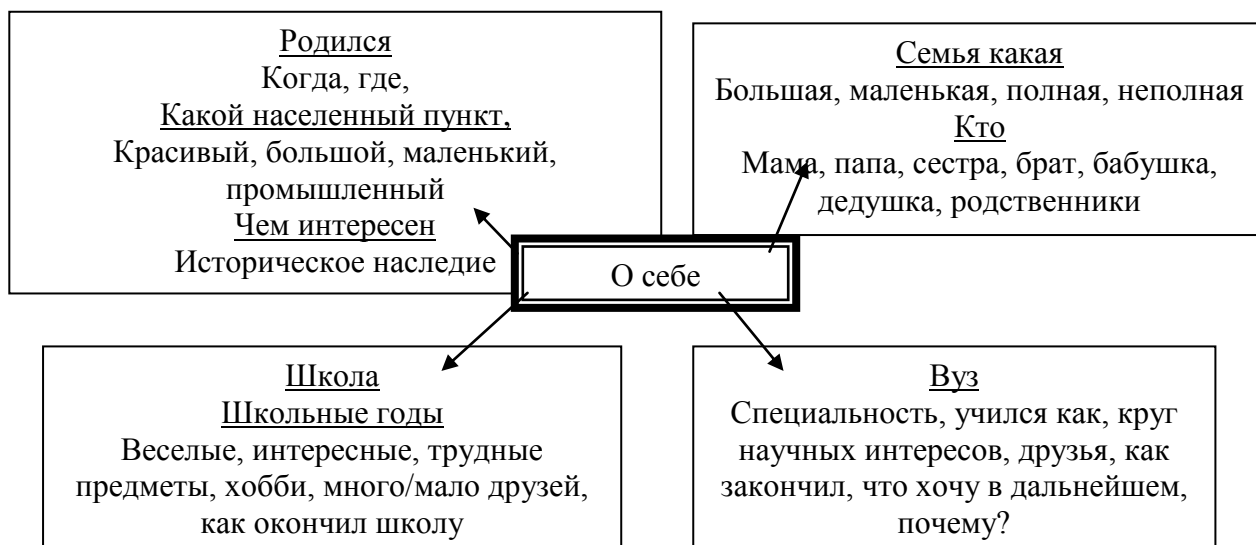 Родился
Когда, где,
Какой населенный пункт,
Красивый, большой, маленький,
промышленный
Чем интересен
Историческое наследие
Семья какая
Большая, маленькая, полная, неполная
Кто
Мама, папа, сестра, брат, бабушка,
дедушка, родственники
О себе
Школа
Школьные годы
Веселые, интересные, трудные
предметы, хобби, много/мало друзей,
как окончил школу
Вуз
Специальность, учился как, круг
научных интересов, друзья, как
закончил, что хочу в дальнейшем,
почему?